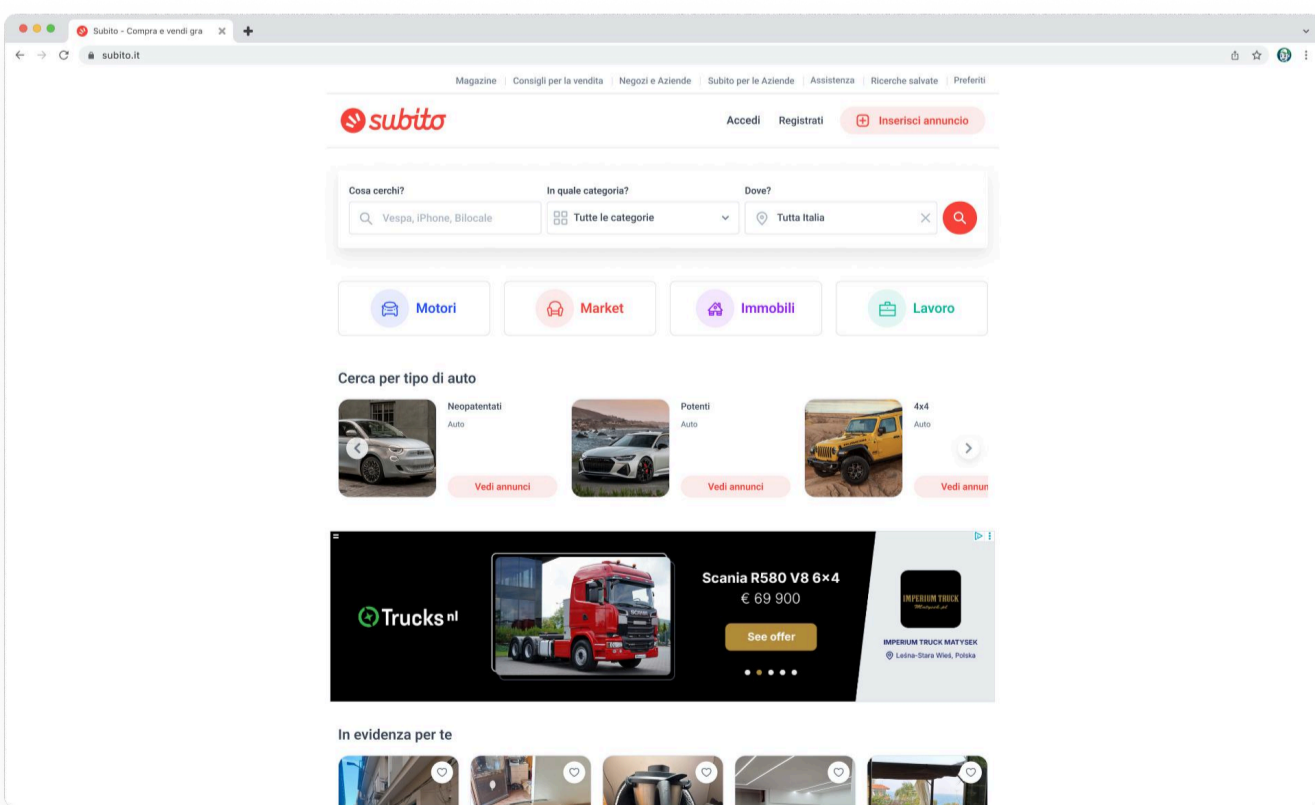 Subito - Compra e vendi gra
subito.it
Magazine Consigli per la vendita Negozi e Aziende Subito per le Aziende Assistenza Ricerche salvate Preferiti
subito Accedi Registrati Inserisci annuncio
Cosa cerchi? In quale categoria? Dove?
Vespa, iPhone, Bilocale Tutte le categorie Tutta Italia
Motori Market Immobili Lavoro
Cerca per tipo di auto
Neopatentati Potenti 4x4
Auto Auto Auto
Vedi annunci Vedi annunci Vedi annun
Scania R580 V8 6×4
€ 69 900
Trucks nl
See offer
IMPERIUM TRUCK
Matysek.pl
IMPERIUM TRUCK MATYSEK
Leśna-Stara Wieś, Polska
In evidenza per te